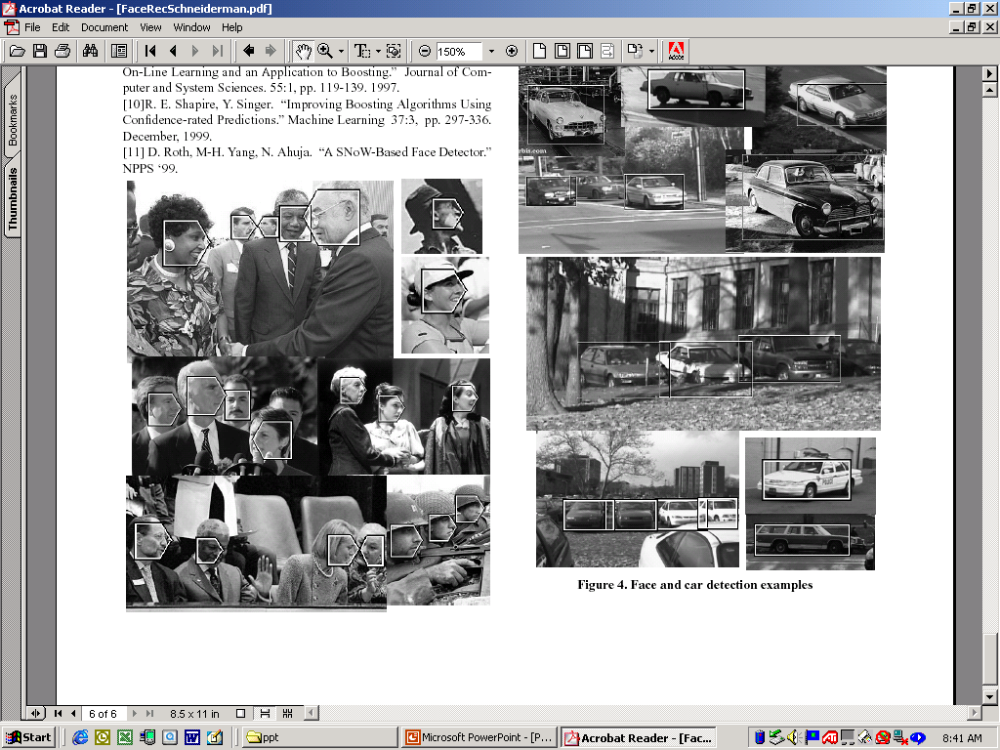 Acrobat Reader - [FaceRecSchneiderman.pdf]
File Edit Document View Window Help
150%
Bookmarks
Thumbnails
On-Line Learning and an Application to Boosting." Journal of Com-
puter and System Sciences. 55:1, pp. 119-139. 1997.
[10]R. E. Shapire, Y. Singer. "Improving Boosting Algorithms Using
Confidence-rated Predictions." Machine Learning 37:3, pp. 297-336.
December, 1999.
[11] D. Roth, M-H. Yang, N. Ahuja. "A SNoW-Based Face Detector."
NPPS '99.
POLICE
Figure 4. Face and car detection examples
6 of 6 8.5 x 11 in
Start ppt Microsoft PowerPoint - [P... Acrobat Reader - [Fac... 8:41 AM